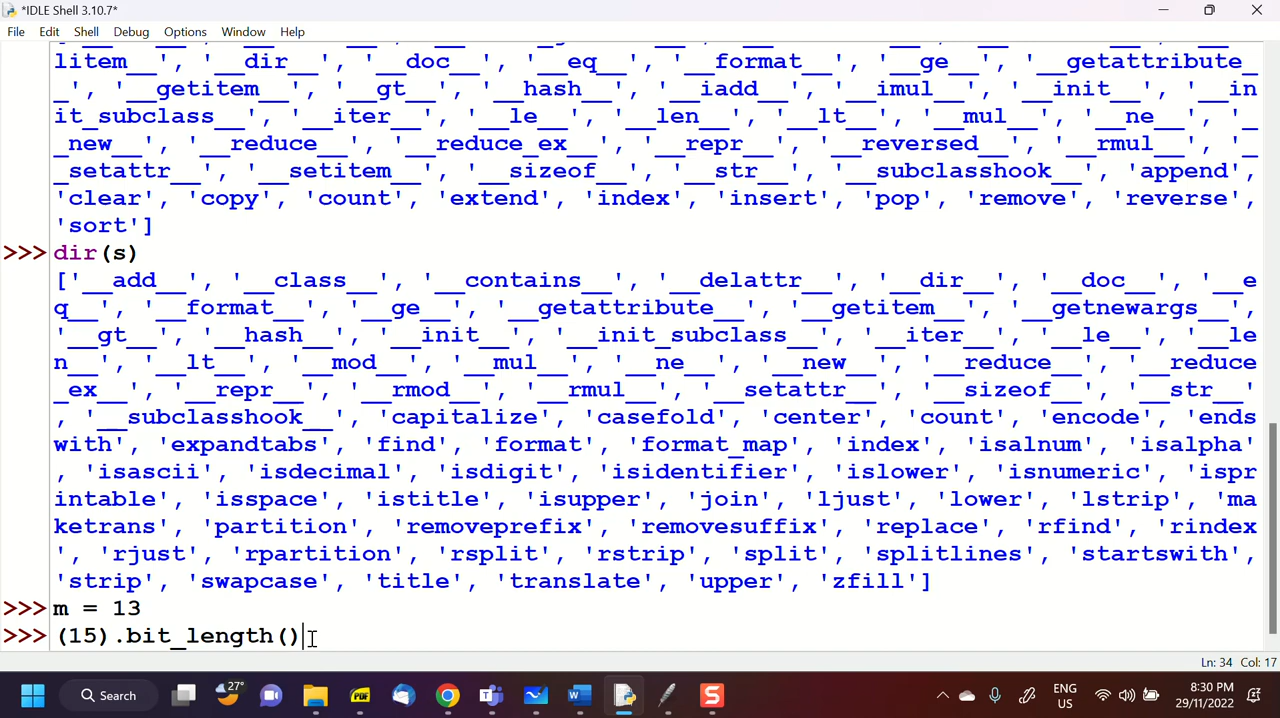 *IDLE Shell 3.10.7*
File Edit Shell Debug Options Window Help
litem__', '__dir__', '__doc__', '__eq__', '__format__', '__ge__', '__getattribute_
_', '__getitem__', '__gt__', '__hash__', '__iadd__', '__imul__', '__init__', '__in
it_subclass__', '__iter__', '__le__', '__len__', '__lt__', '__mul__', '__ne__', '_
_new__', '__reduce__', '__reduce_ex__', '__repr__', '__reversed__', '__rmul__', '_
_setattr__', '__setitem__', '__sizeof__', '__str__', '__subclasshook__', 'append',
'clear', 'copy', 'count', 'extend', 'index', 'insert', 'pop', 'remove', 'reverse',
'sort']
>>> dir(s)
['__add__', '__class__', '__contains__', '__delattr__', '__dir__', '__doc__', '__e
q__', '__format__', '__ge__', '__getattribute__', '__getitem__', '__getnewargs__',
'__gt__', '__hash__', '__init__', '__init_subclass__', '__iter__', '__le__', '__le
n__', '__lt__', '__mod__', '__mul__', '__ne__', '__new__', '__reduce__', '__reduce
_ex__', '__repr__', '__rmod__', '__rmul__', '__setattr__', '__sizeof__', '__str__'
, '__subclasshook__', 'capitalize', 'casefold', 'center', 'count', 'encode', 'ends
with', 'expandtabs', 'find', 'format', 'format_map', 'index', 'isalnum', 'isalpha'
, 'isascii', 'isdecimal', 'isdigit', 'isidentifier', 'islower', 'isnumeric', 'ispr
intable', 'isspace', 'istitle', 'isupper', 'join', 'ljust', 'lower', 'lstrip', 'ma
ketrans', 'partition', 'removeprefix', 'removesuffix', 'replace', 'rfind', 'rindex
', 'rjust', 'rpartition', 'rsplit', 'rstrip', 'split', 'splitlines', 'startswith',
'strip', 'swapcase', 'title', 'translate', 'upper', 'zfill']
>>> m = 13
>>> (15).bit_length()
Ln: 34 Col: 17
Search 27° PDF W S ENG 8:30 PM
US 29/11/2022